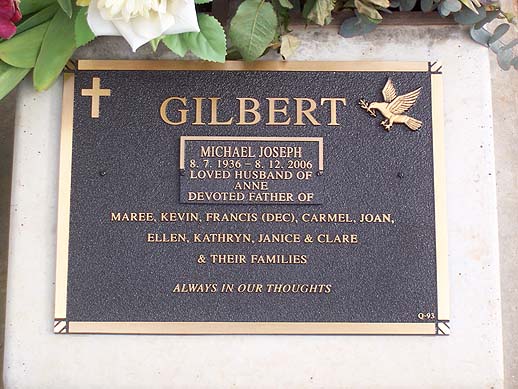 GILBERT
MICHAEL JOSEPH
8. 7. 1936 – 8. 12. 2006
LOVED HUSBAND OF
ANNE
DEVOTED FATHER OF
MAREE, KEVIN, FRANCIS (DEC), CARMEL, JOAN,
ELLEN, KATHRYN, JANICE & CLARE
& THEIR FAMILIES
ALWAYS IN OUR THOUGHTS
Q-93